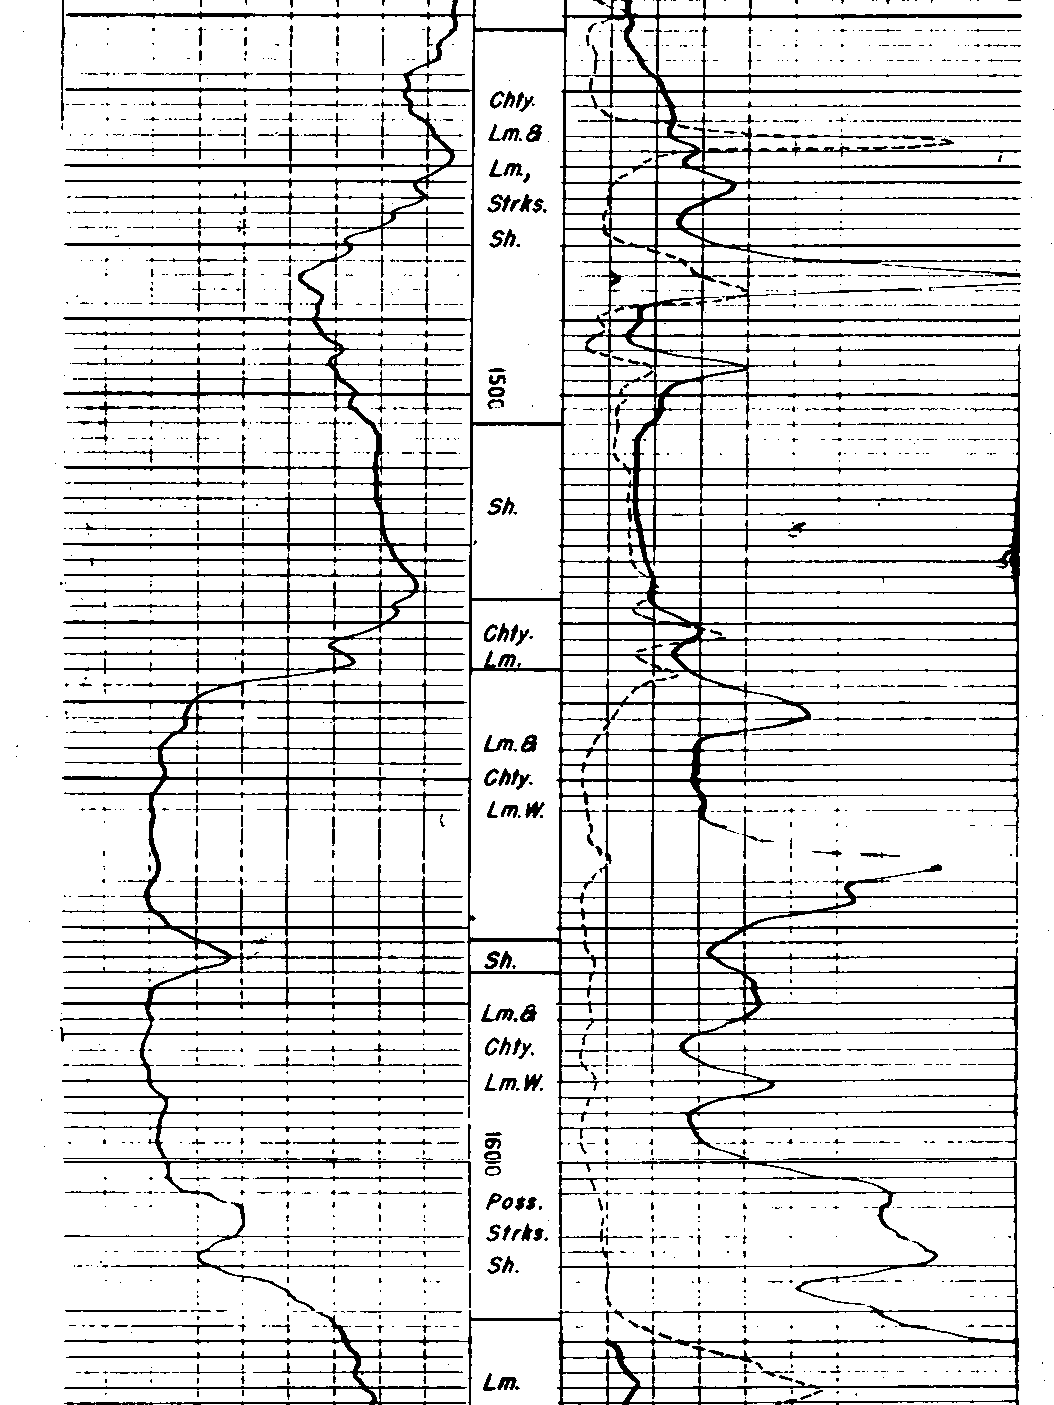 Chty.
Lm. &
Lm.,
Strks.
Sh.
1500
Sh.
Chty.
Lm.
Lm. &
Chty.
Lm. W.
Sh.
Lm. &
Chty.
Lm. W.
1600
Poss.
Strks.
Sh.
Lm.